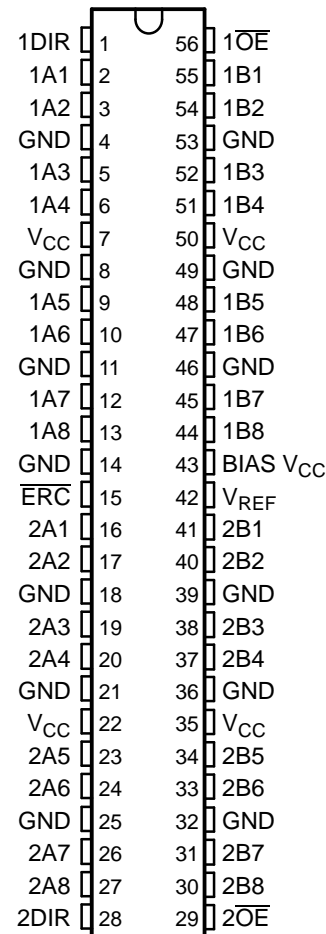 1DIR 1 56 1O̅E̅
1A1 2 55 1B1
1A2 3 54 1B2
GND 4 53 GND
1A3 5 52 1B3
1A4 6 51 1B4
VCC 7 50 VCC
GND 8 49 GND
1A5 9 48 1B5
1A6 10 47 1B6
GND 11 46 GND
1A7 12 45 1B7
1A8 13 44 1B8
GND 14 43 BIAS VCC
E̅R̅C̅ 15 42 VREF
2A1 16 41 2B1
2A2 17 40 2B2
GND 18 39 GND
2A3 19 38 2B3
2A4 20 37 2B4
GND 21 36 GND
VCC 22 35 VCC
2A5 23 34 2B5
2A6 24 33 2B6
GND 25 32 GND
2A7 26 31 2B7
2A8 27 30 2B8
2DIR 28 29 2O̅E̅